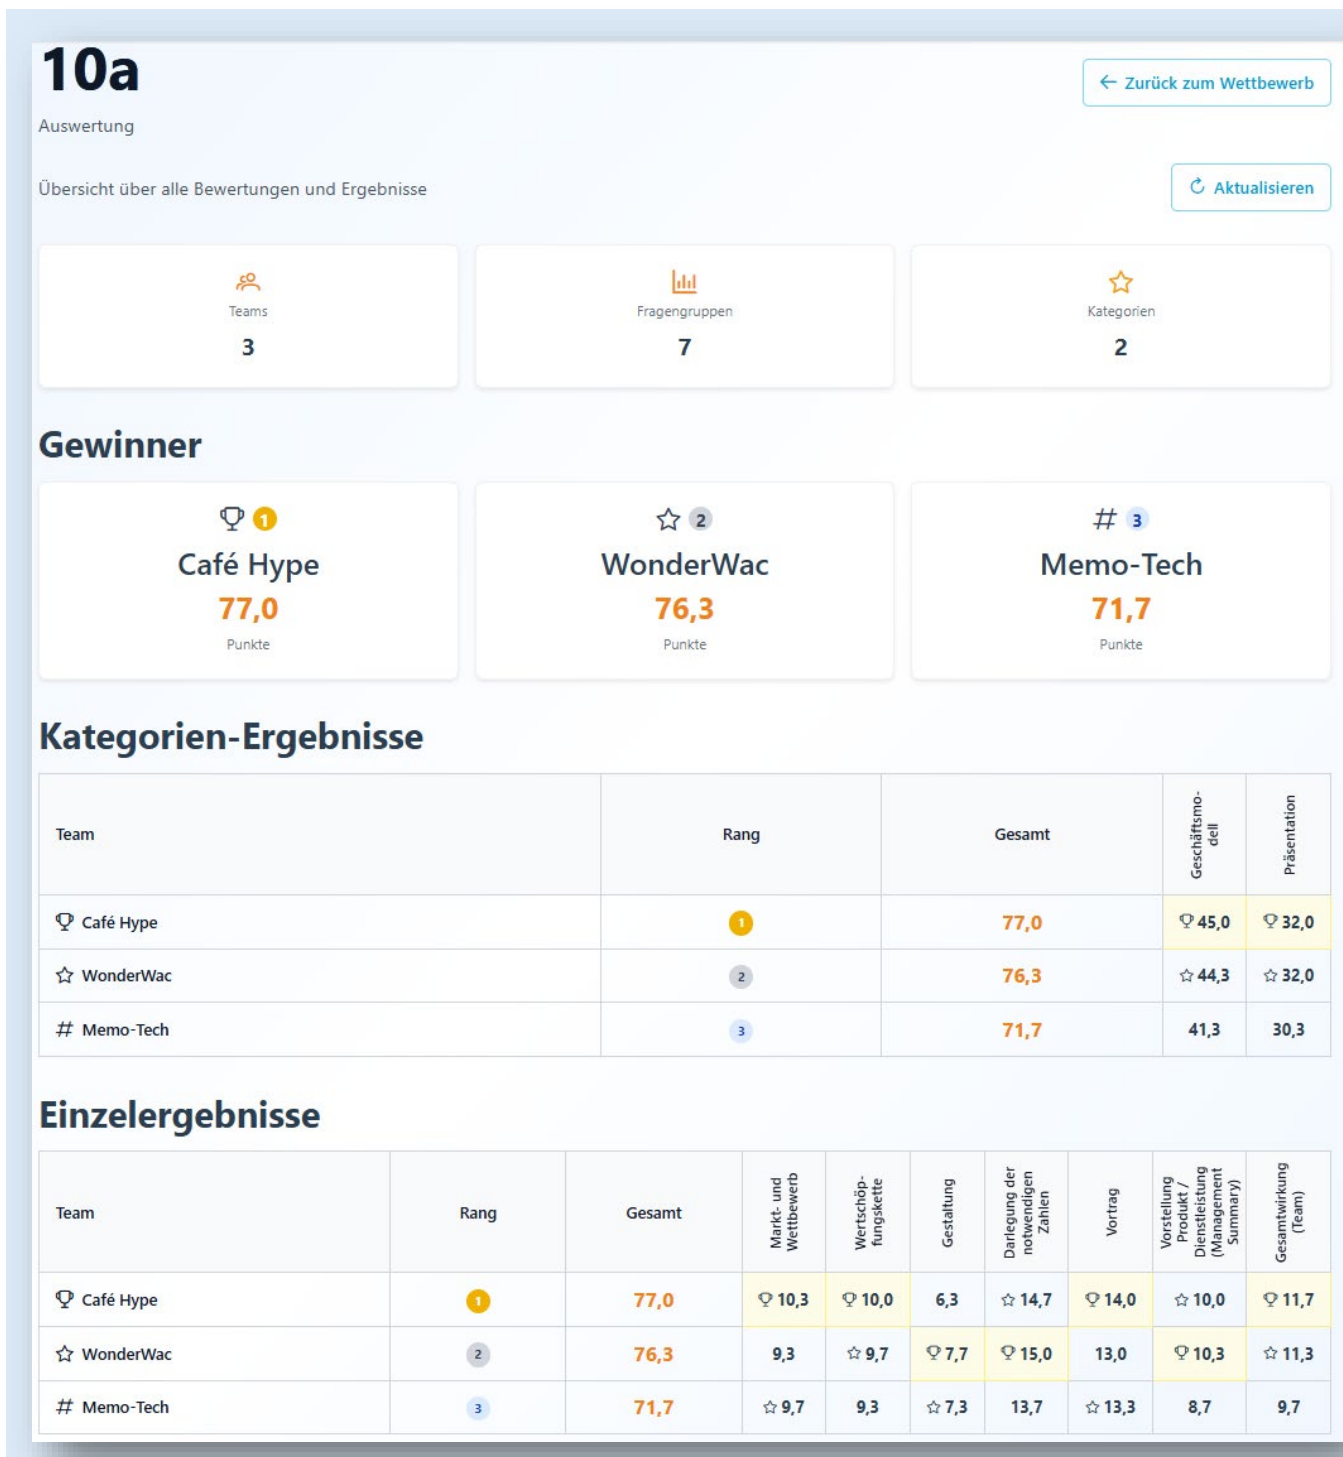 10a
← Zurück zum Wettbewerb
Auswertung
Übersicht über alle Bewertungen und Ergebnisse
Aktualisieren
Teams
3
Fragengruppen
7
Kategorien
2
Gewinner
1
Café Hype
77,0
Punkte
2
WonderWac
76,3
Punkte
# 3
Memo-Tech
71,7
Punkte
Kategorien-Ergebnisse
Team Rang Gesamt Geschäftsmo-
dell Präsentation
Café Hype 1 77,0 45,0 32,0
WonderWac 2 76,3 44,3 32,0
# Memo-Tech 3 71,7 41,3 30,3
Einzelergebnisse
Team Rang Gesamt
Markt- und
Wettbewerb
Wertschöp-
fungskette
Gestaltung
Darlegung der
notwendigen
Zahlen
Vortrag
Vorstellung
Produkt /
Dienstleistung
(Management
Summary)
Gesamtwirkung
(Team)
Café Hype 1 77,0 10,3 10,0 6,3 14,7 14,0 10,0 11,7
WonderWac 2 76,3 9,3 9,7 7,7 15,0 13,0 10,3 11,3
# Memo-Tech 3 71,7 9,7 9,3 7,3 13,7 13,3 8,7 9,7